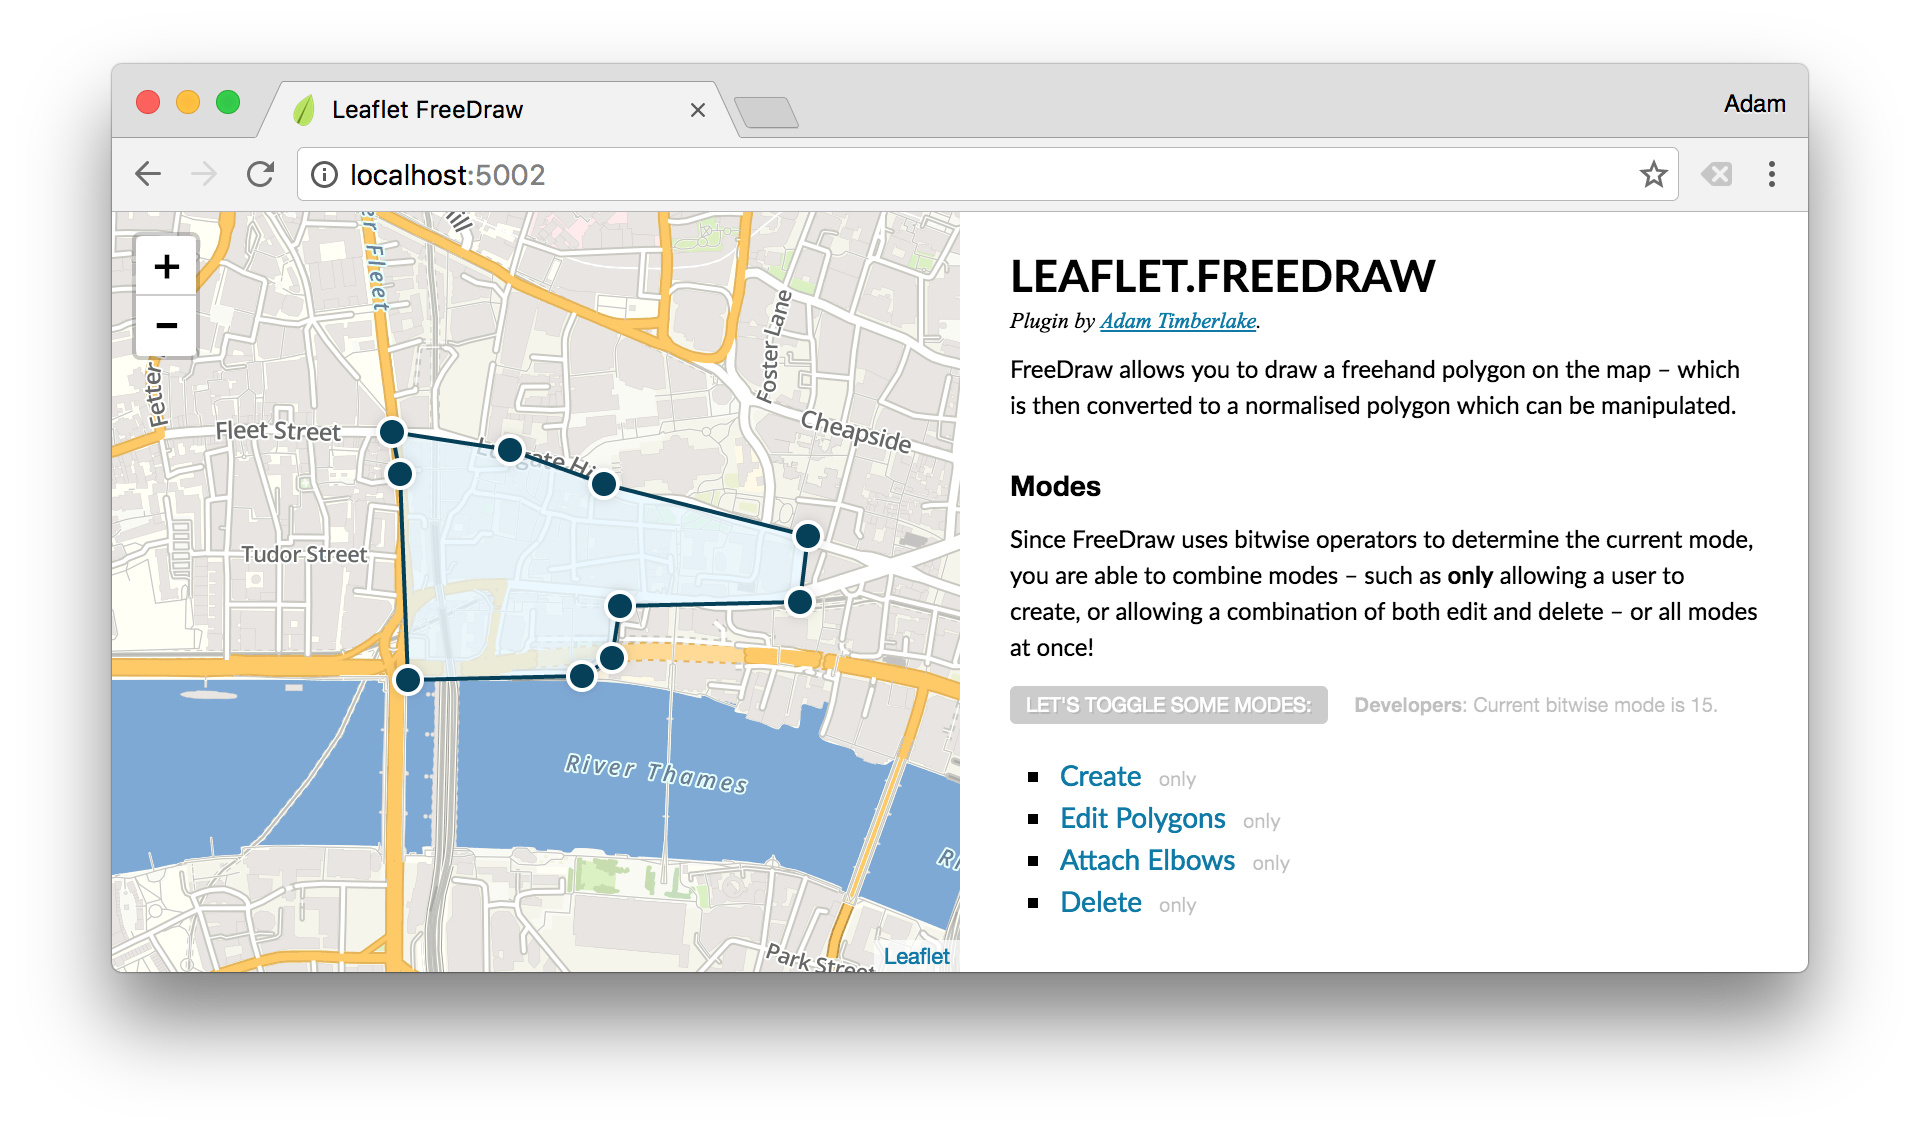 Leaflet FreeDraw
Adam
localhost:5002
+
−
Fleet
Fetter
Fleet Street
Foster Lane
Cheapside
Tudor Street
River Thames
Park Street
Leaflet
LEAFLET.FREEDRAW
Plugin by Adam Timberlake.
FreeDraw allows you to draw a freehand polygon on the map – which
is then converted to a normalised polygon which can be manipulated.
Modes
Since FreeDraw uses bitwise operators to determine the current mode,
you are able to combine modes – such as only allowing a user to
create, or allowing a combination of both edit and delete – or all modes
at once!
LET'S TOGGLE SOME MODES:
Developers: Current bitwise mode is 15.
Create only
Edit Polygons only
Attach Elbows only
Delete only